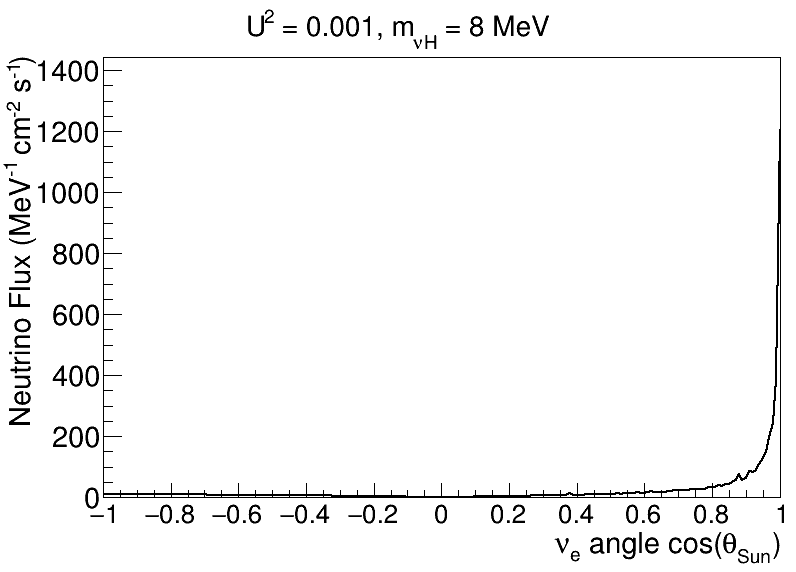 U² = 0.001, m_νH = 8 MeV
Neutrino Flux (MeV⁻¹ cm⁻² s⁻¹)
1400
1200
1000
800
600
400
200
0
−1 −0.8 −0.6 −0.4 −0.2 0 0.2 0.4 0.6 0.8 1
ν_e angle cos(θ_Sun)